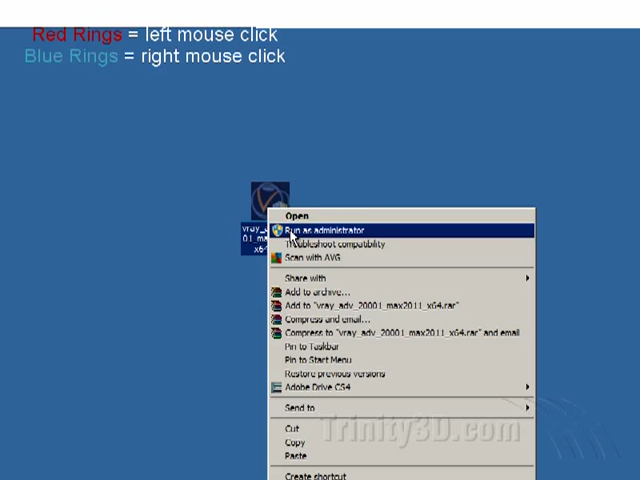 Red Rings = left mouse click
Blue Rings = right mouse click
vray_
01_ma
x64
Open
Run as administrator
Troubleshoot compatibility
Scan with AVG
Share with
Add to archive...
Add to "vray_adv_20001_max2011_x64.rar"
Compress and email...
Compress to "vray_adv_20001_max2011_x64.rar" and email
Pin to Taskbar
Pin to Start Menu
Restore previous versions
Adobe Drive CS4
Send to
Cut
Copy
Paste
Create shortcut
Trinity3D.com